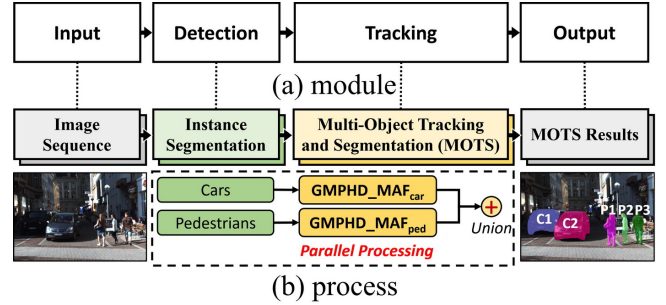 Input Detection Tracking Output
(a) module
Image Sequence
Instance Segmentation
Multi-Object Tracking and Segmentation (MOTS)
MOTS Results
Cars GMPHD_MAFcar
Pedestrians GMPHD_MAFped
+
Union
Parallel Processing
C1 C2 P1 P2 P3
(b) process